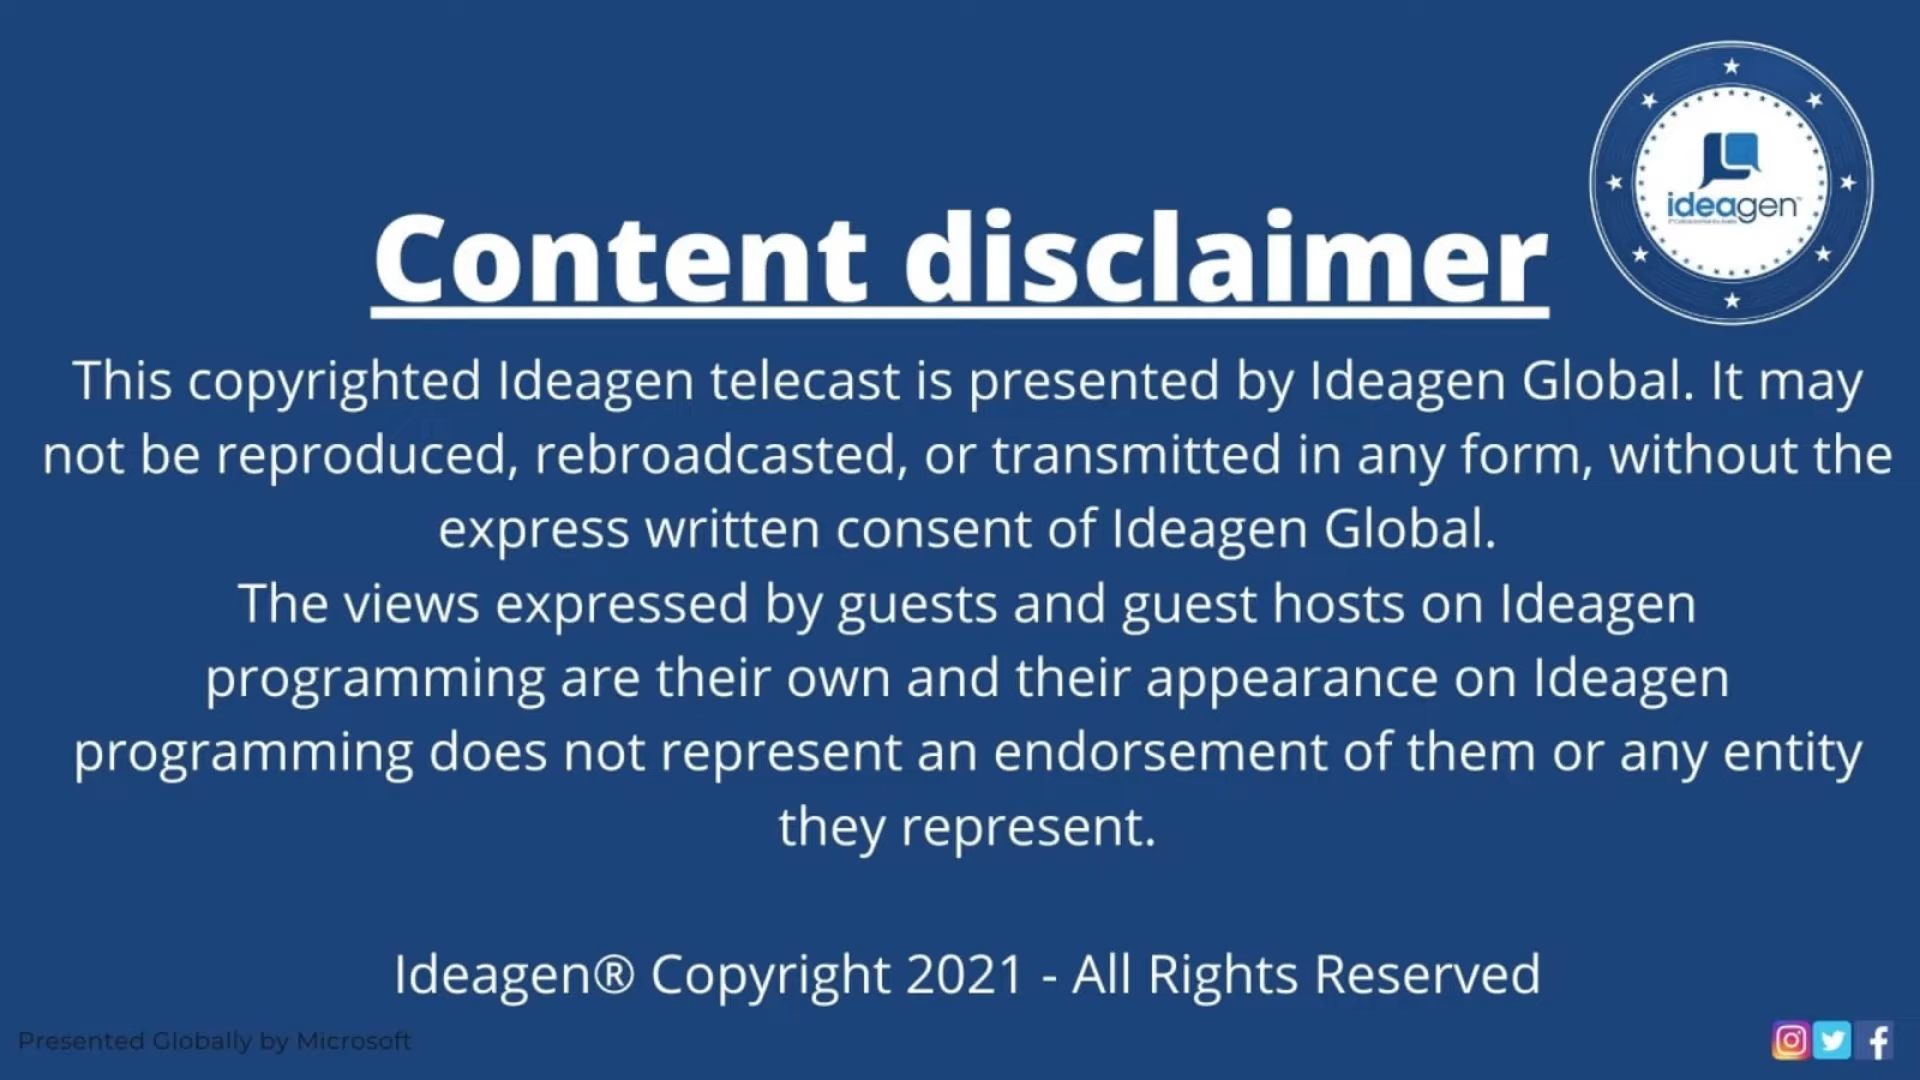 ideagen
Content disclaimer
This copyrighted Ideagen telecast is presented by Ideagen Global. It may
not be reproduced, rebroadcasted, or transmitted in any form, without the
express written consent of Ideagen Global.
The views expressed by guests and guest hosts on Ideagen
programming are their own and their appearance on Ideagen
programming does not represent an endorsement of them or any entity
they represent.
Ideagen® Copyright 2021 - All Rights Reserved
Presented Globally by Microsoft